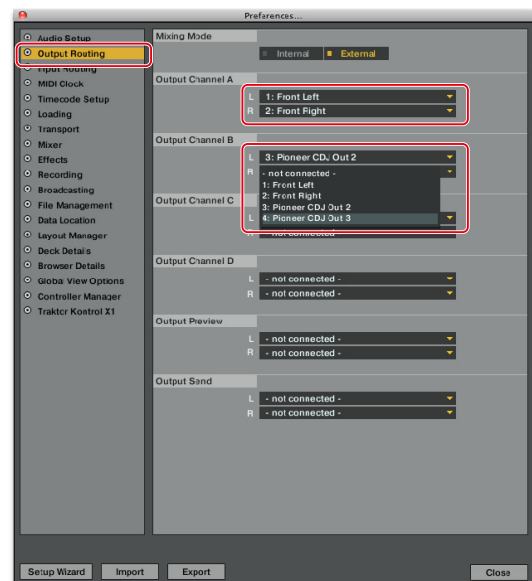 Preferences...
Audio Setup
Output Routing
Input Routing
MIDI Clock
Timecode Setup
Loading
Transport
Mixer
Effects
Recording
Broadcasting
File Management
Data Location
Layout Manager
Deck Details
Browser Details
Global View Options
Controller Manager
Traktor Kontrol X1
Mixing Mode
Internal External
Output Channel A
L 1: Front Left
R 2: Front Right
Output Channel B
L 3: Pioneer CDJ Out 2
R - not connected -
1: Front Left
2: Front Right
3: Pioneer CDJ Out 2
Output Channel C
L 4: Pioneer CDJ Out 3
R - not connected -
Output Channel D
L - not connected -
R - not connected -
Output Preview
L - not connected -
R - not connected -
Output Send
L - not connected -
R - not connected -
Setup Wizard Import Export Close